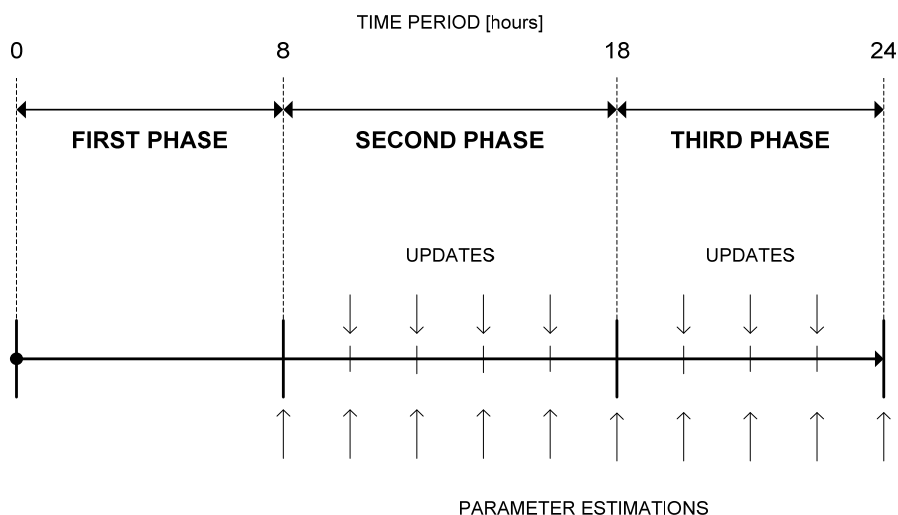 TIME PERIOD [hours]
0 8 18 24
FIRST PHASE SECOND PHASE THIRD PHASE
UPDATES UPDATES
PARAMETER ESTIMATIONS